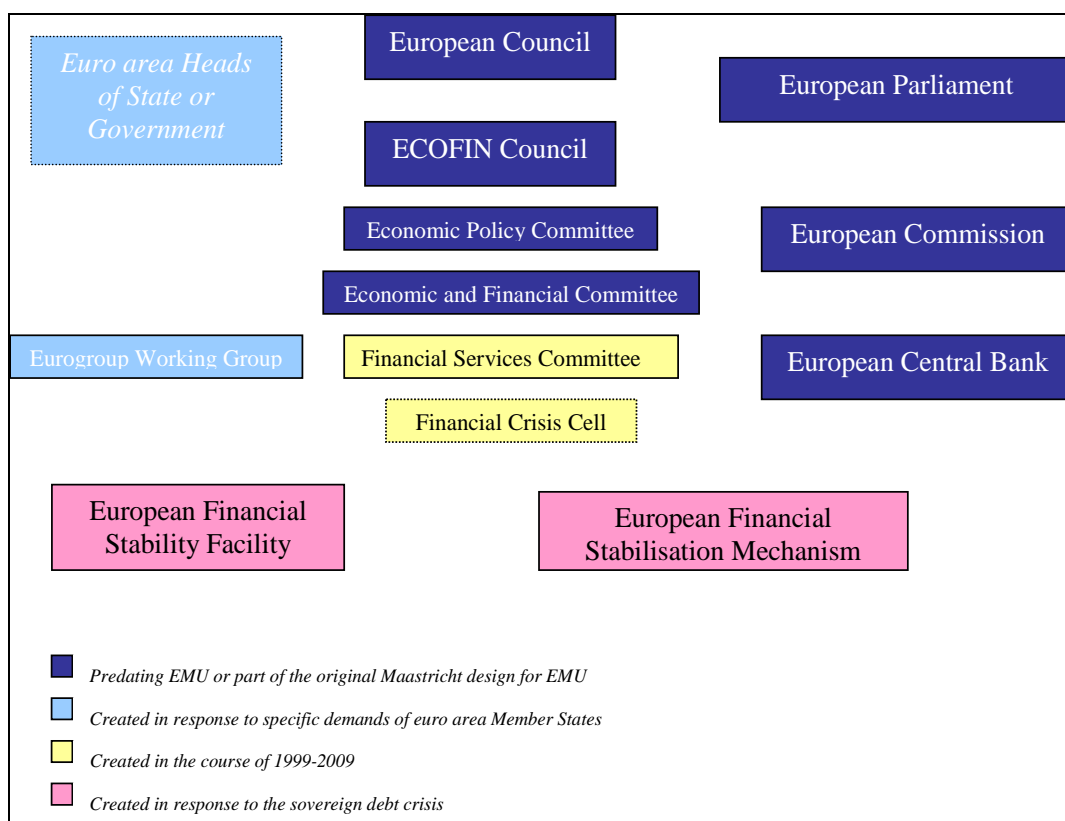 Euro area Heads
of State or
Government
European Council
European Parliament
ECOFIN Council
Economic Policy Committee
European Commission
Economic and Financial Committee
Eurogroup Working Group
Financial Services Committee
European Central Bank
Financial Crisis Cell
European Financial
Stability Facility
European Financial
Stabilisation Mechanism
Predating EMU or part of the original Maastricht design for EMU
Created in response to specific demands of euro area Member States
Created in the course of 1999-2009
Created in response to the sovereign debt crisis